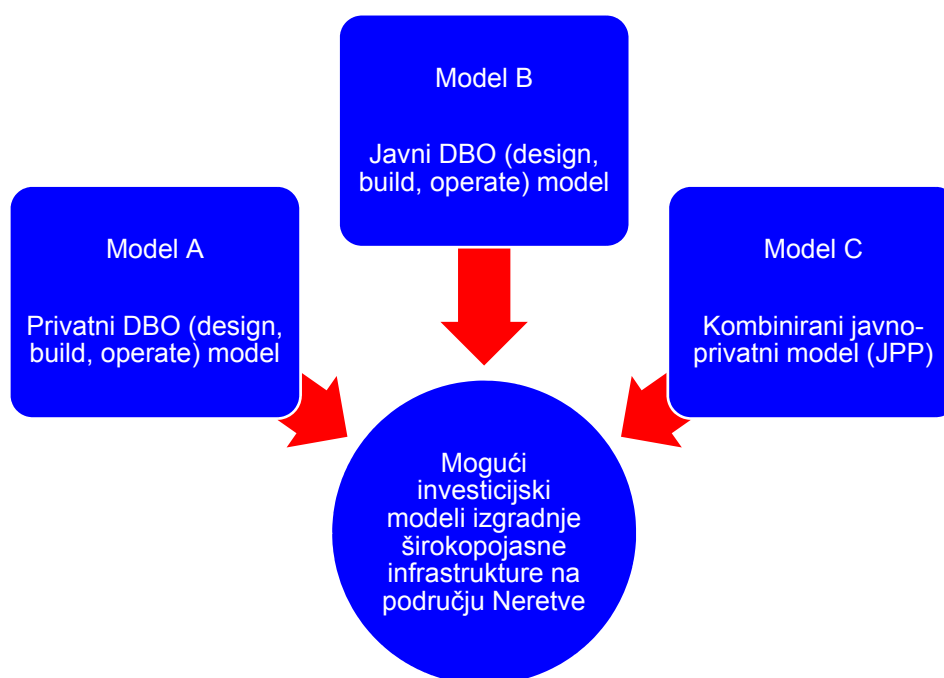 Model B
Javni DBO (design,
build, operate) model
Model A
Privatni DBO (design,
build, operate) model
Model C
Kombinirani javno-
privatni model (JPP)
Mogući
investicijski
modeli izgradnje
širokopojasne
infrastrukture na
području Neretve